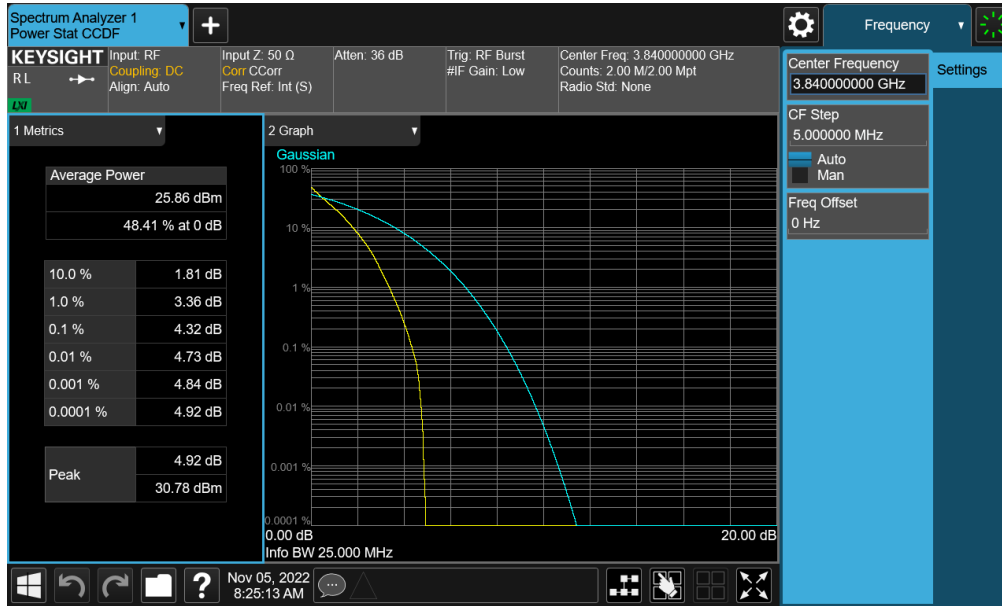 Spectrum Analyzer 1
Power Stat CCDF
+
Frequency
KEYSIGHT
R L
LXI
Input: RF
Coupling: DC
Align: Auto
Input Z: 50 Ω
Corr CCorr
Freq Ref: Int (S)
Atten: 36 dB
Trig: RF Burst
#IF Gain: Low
Center Freq: 3.840000000 GHz
Counts: 2.00 M/2.00 Mpt
Radio Std: None
Center Frequency
3.840000000 GHz
Settings
CF Step
5.000000 MHz
Auto
Man
Freq Offset
0 Hz
1 Metrics
Average Power
25.86 dBm
48.41 % at 0 dB
10.0 % 1.81 dB
1.0 % 3.36 dB
0.1 % 4.32 dB
0.01 % 4.73 dB
0.001 % 4.84 dB
0.0001 % 4.92 dB
Peak
4.92 dB
30.78 dBm
2 Graph
Gaussian
100 %
10 %
1 %
0.1 %
0.01 %
0.001 %
0.0001 %
0.00 dB 20.00 dB
Info BW 25.000 MHz
?
Nov 05, 2022
8:25:13 AM